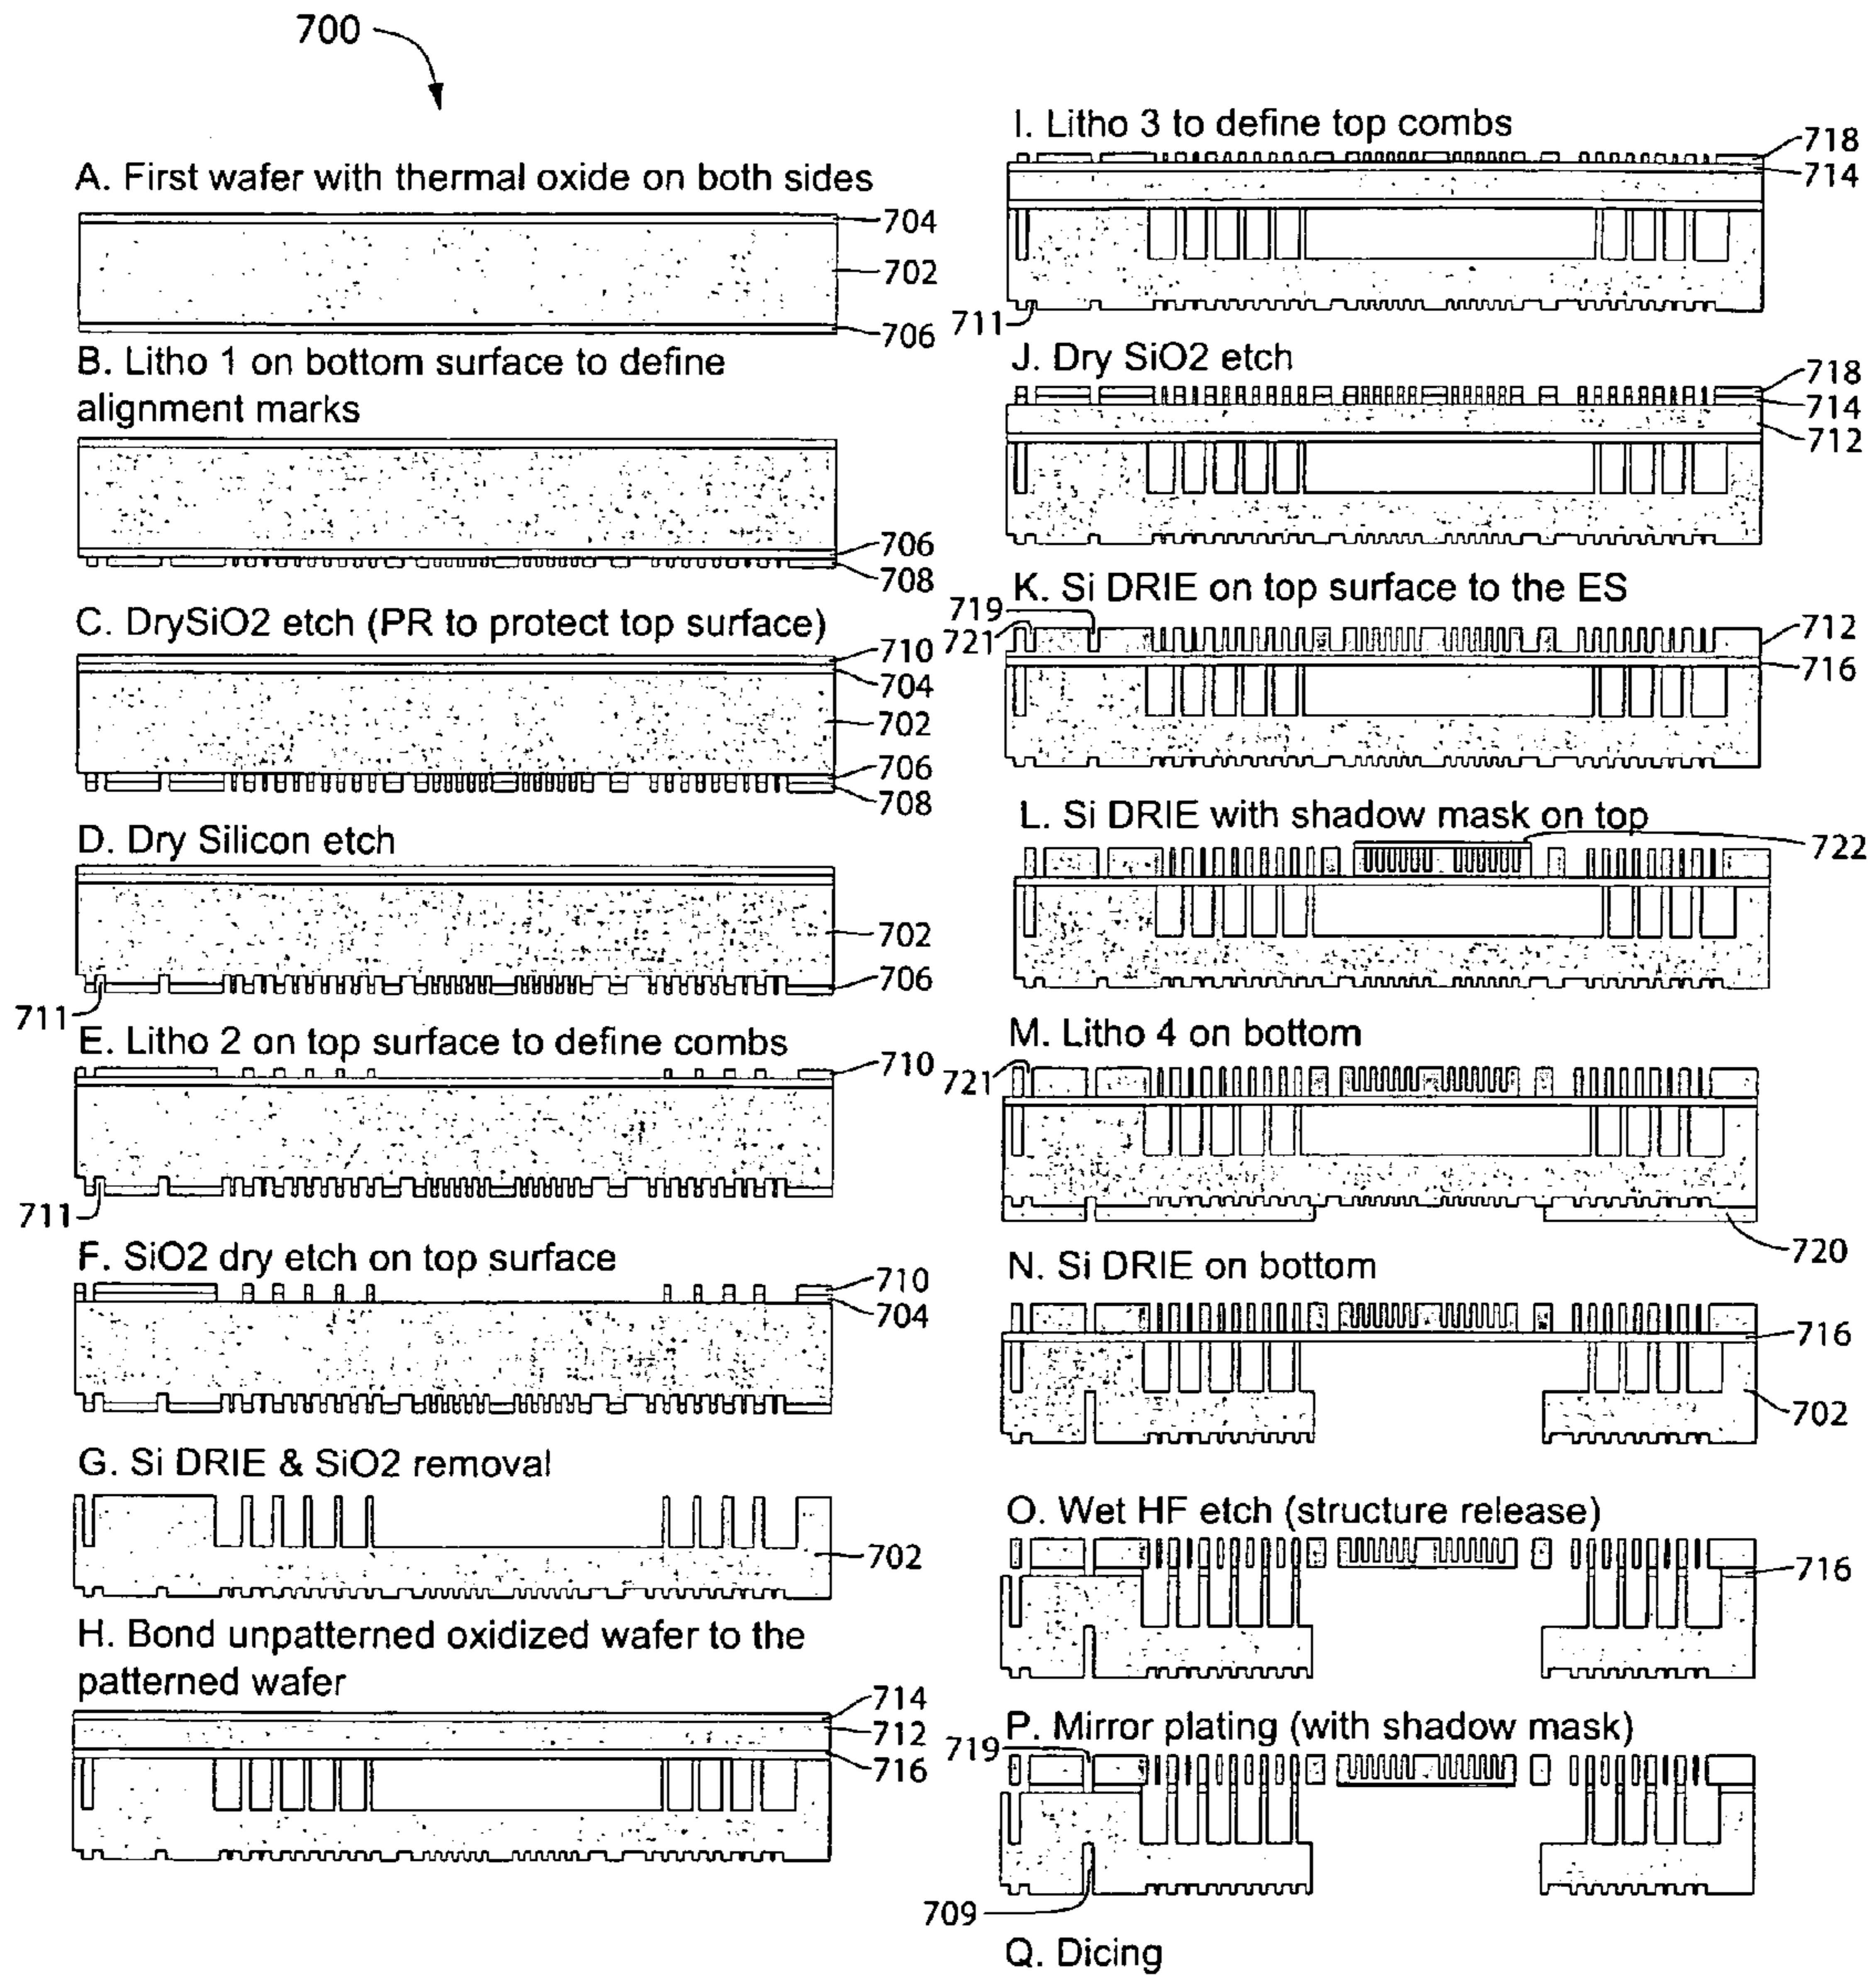 700
A. First wafer with thermal oxide on both sides
704
702
706
B. Litho 1 on bottom surface to define
alignment marks
706
708
C. DrySiO2 etch (PR to protect top surface)
710
704
702
706
708
D. Dry Silicon etch
702
706
711
E. Litho 2 on top surface to define combs
710
711
F. SiO2 dry etch on top surface
710
704
G. Si DRIE & SiO2 removal
702
H. Bond unpatterned oxidized wafer to the
patterned wafer
714
712
716
I. Litho 3 to define top combs
718
714
711
J. Dry SiO2 etch
718
714
712
K. Si DRIE on top surface to the ES
719
721
712
716
L. Si DRIE with shadow mask on top
722
M. Litho 4 on bottom
721
720
N. Si DRIE on bottom
716
702
O. Wet HF etch (structure release)
716
P. Mirror plating (with shadow mask)
719
709
Q. Dicing